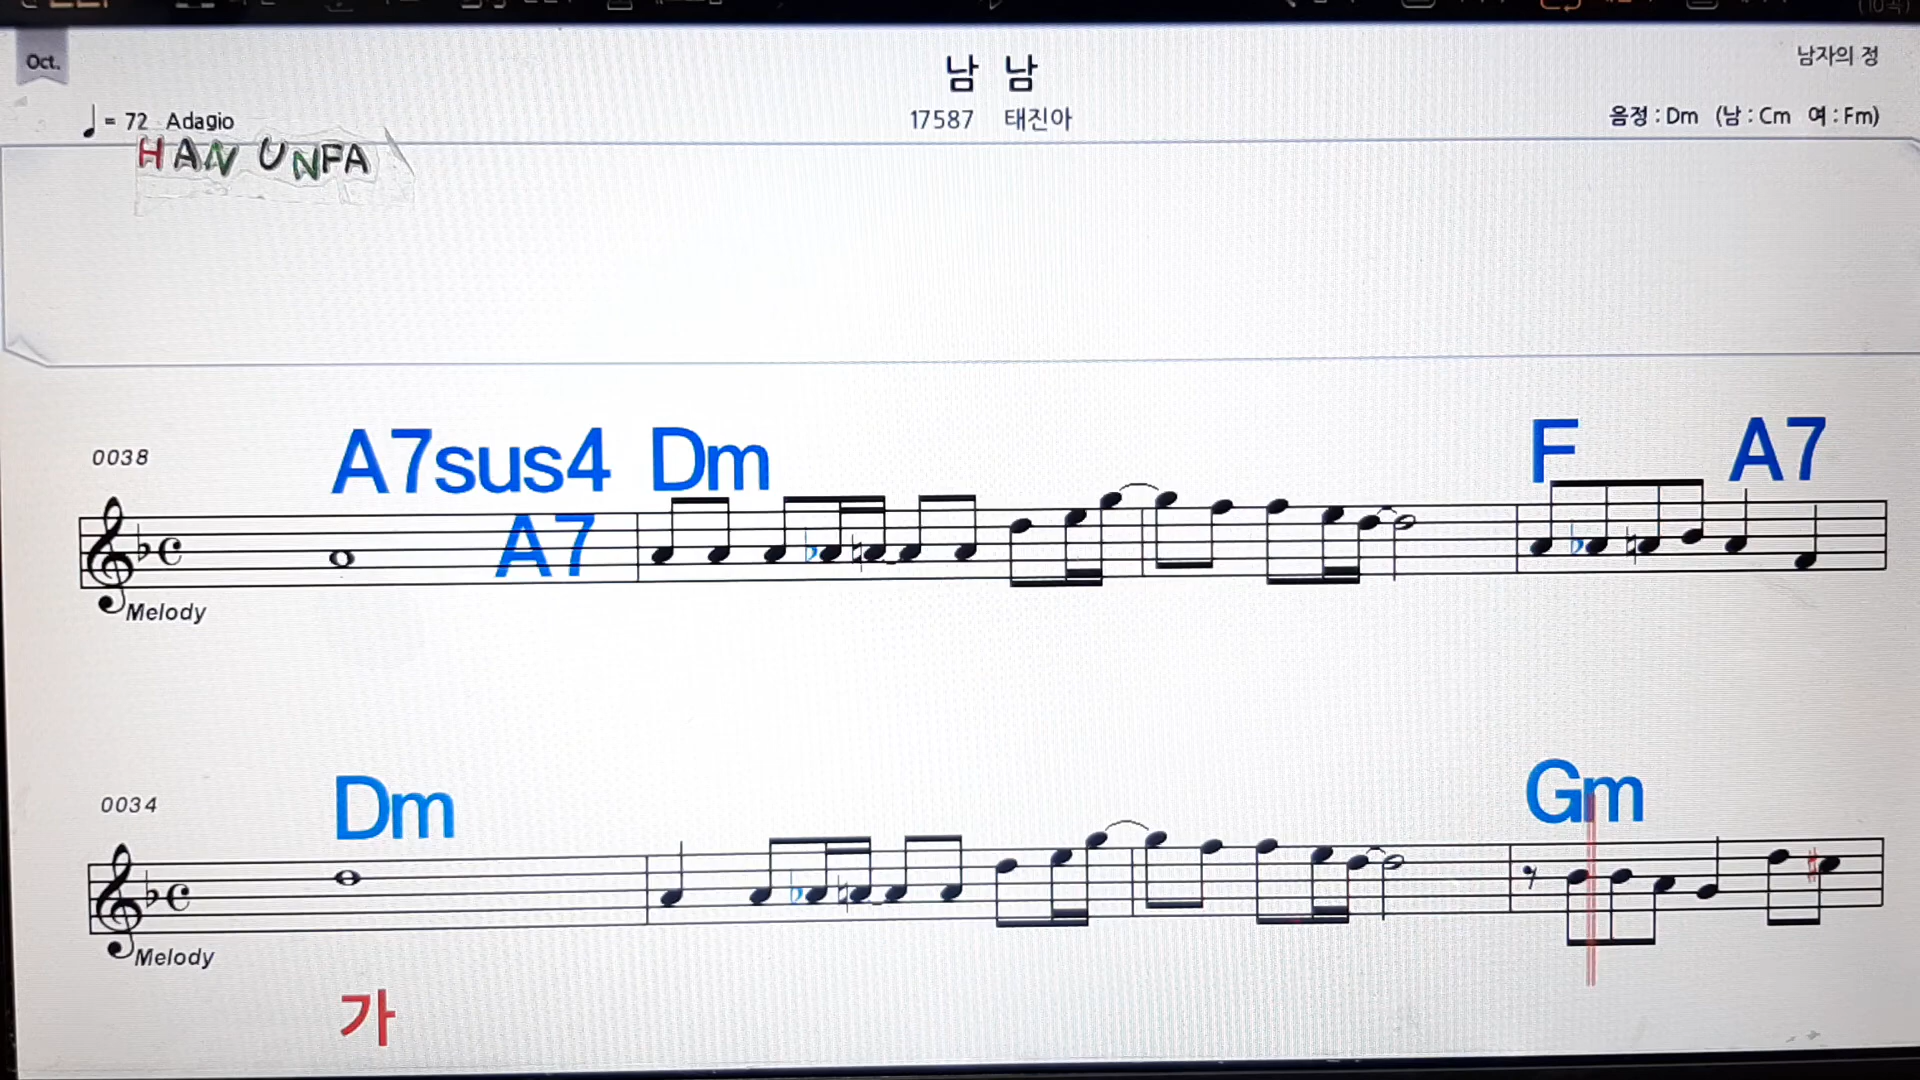 Oct.
남 남
남자의 정
♩ = 72 Adagio
17587 태진아
음정 : Dm (남 : Cm 여 : Fm)
HAN UNFA
0038
A7sus4 Dm F A7
A7
Melody
0034
Dm Gm
Melody
가